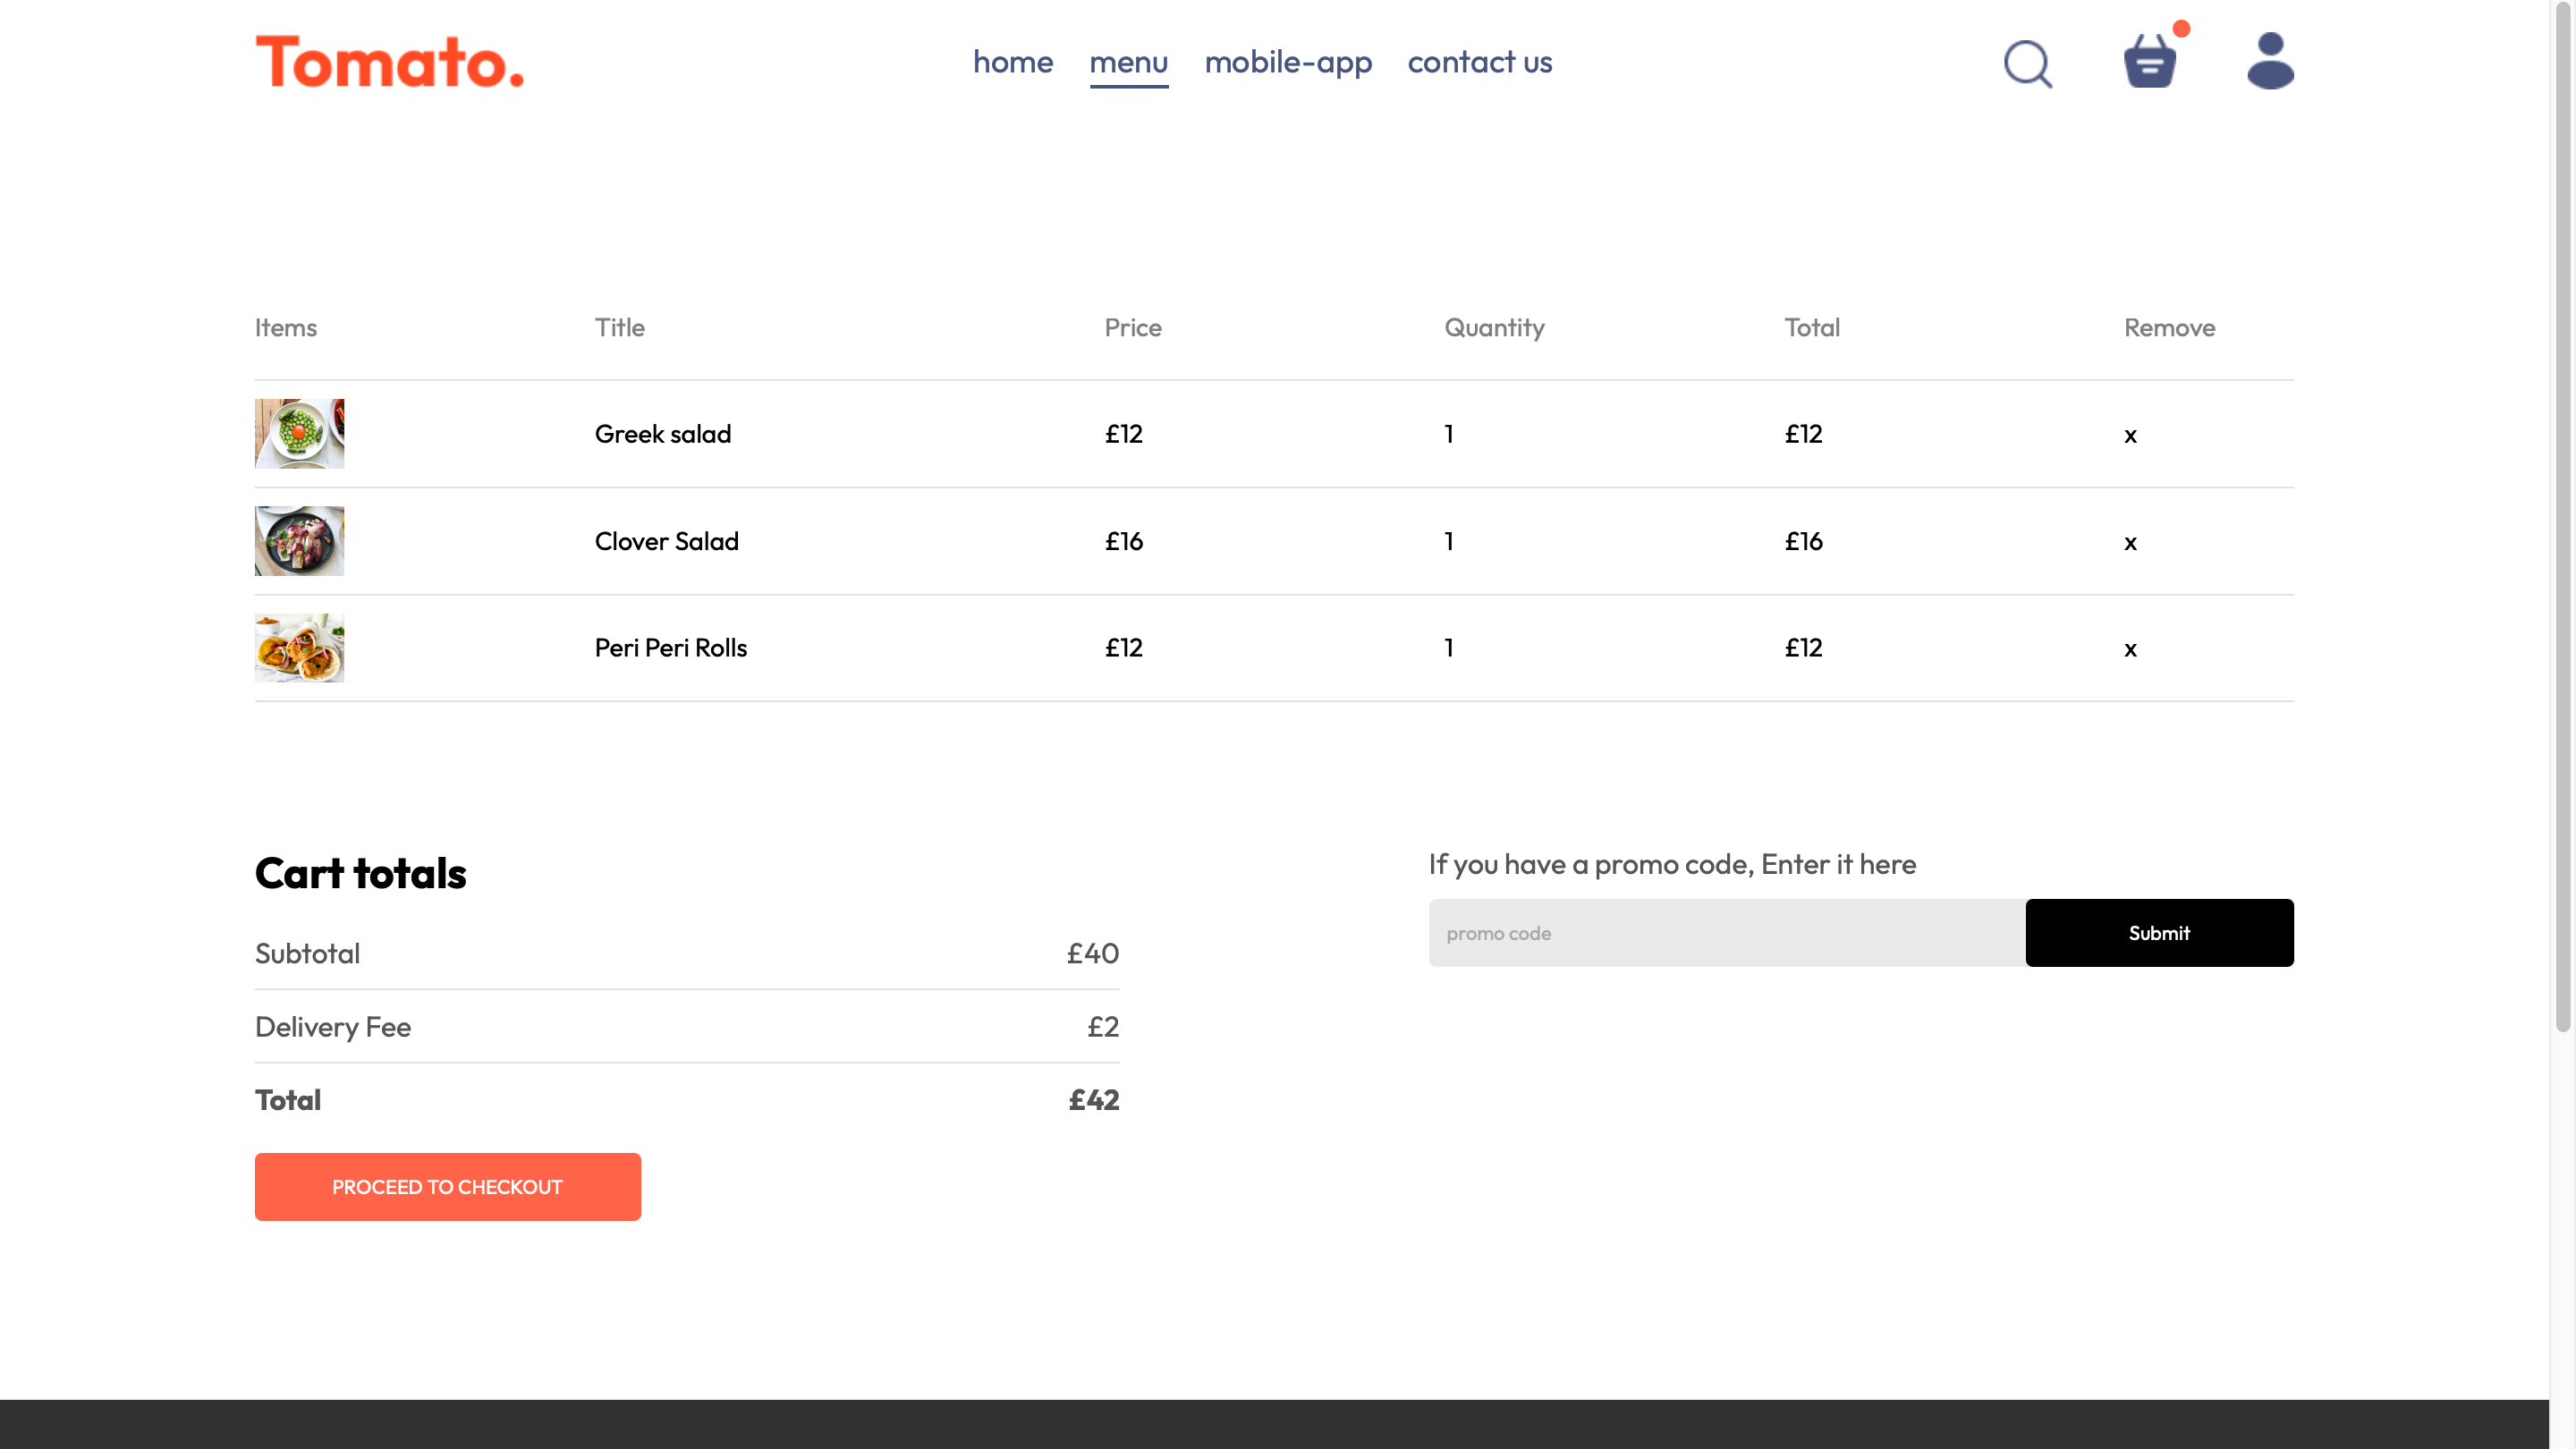 Tomato.
home menu mobile-app contact us
Items Title Price Quantity Total Remove
Greek salad £12 1 £12 x
Clover Salad £16 1 £16 x
Peri Peri Rolls £12 1 £12 x
Cart totals
Subtotal £40
Delivery Fee £2
Total £42
PROCEED TO CHECKOUT
If you have a promo code, Enter it here
promo code Submit